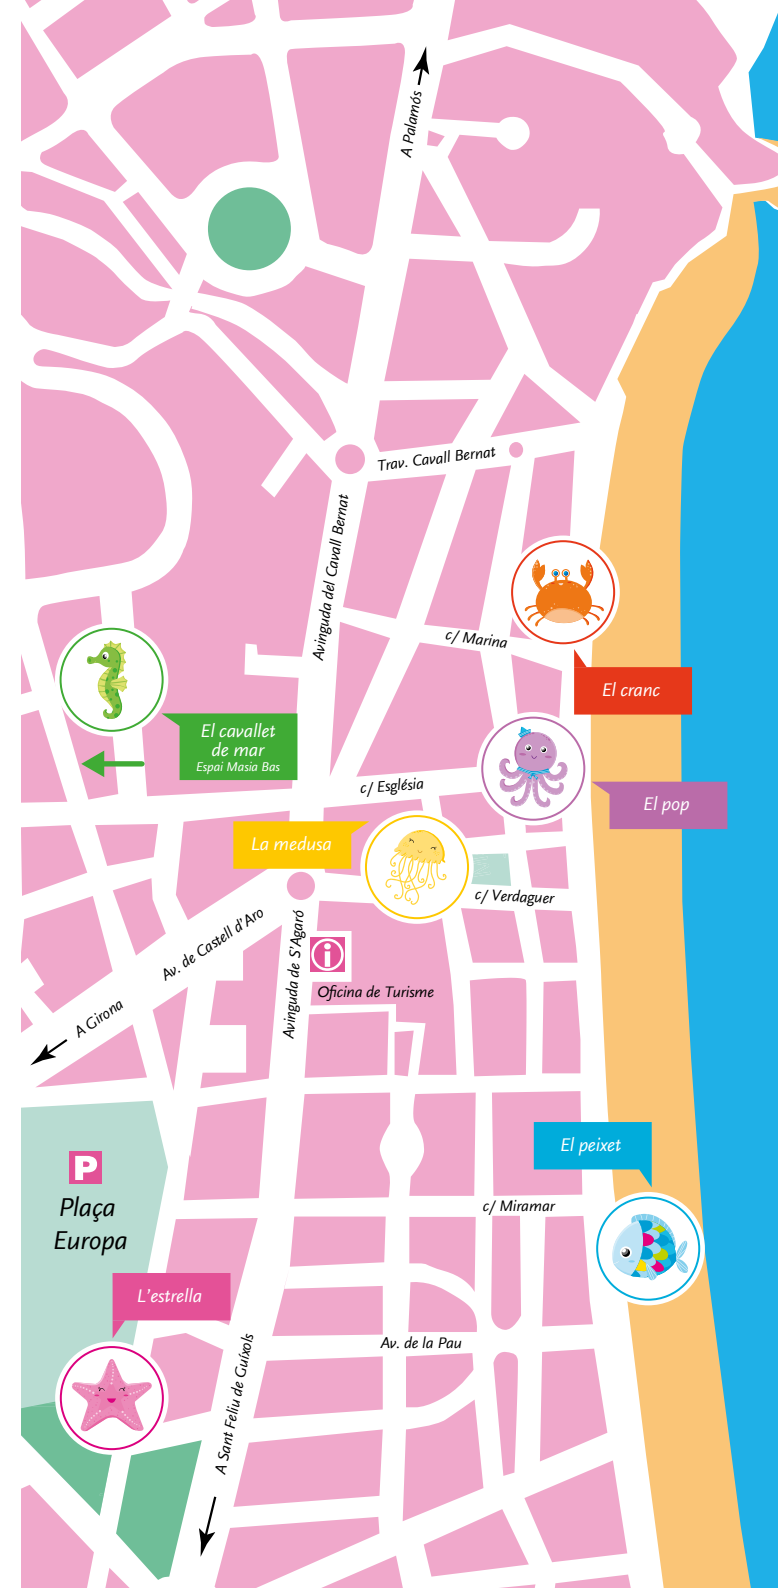 A Palamós
Trav. Cavall Bernat
Avinguda del Cavall Bernat
c/ Marina
El cranc
El cavallet
de mar
Espai Masia Bas
c/ Església
El pop
La medusa
c/ Verdaguer
Av. de Castell d'Aro
Avinguda de S'Agaró
i
Oficina de Turisme
A Girona
El peixet
P
Plaça
Europa
c/ Miramar
L'estrella
Av. de la Pau
A Sant Feliu de Guíxols